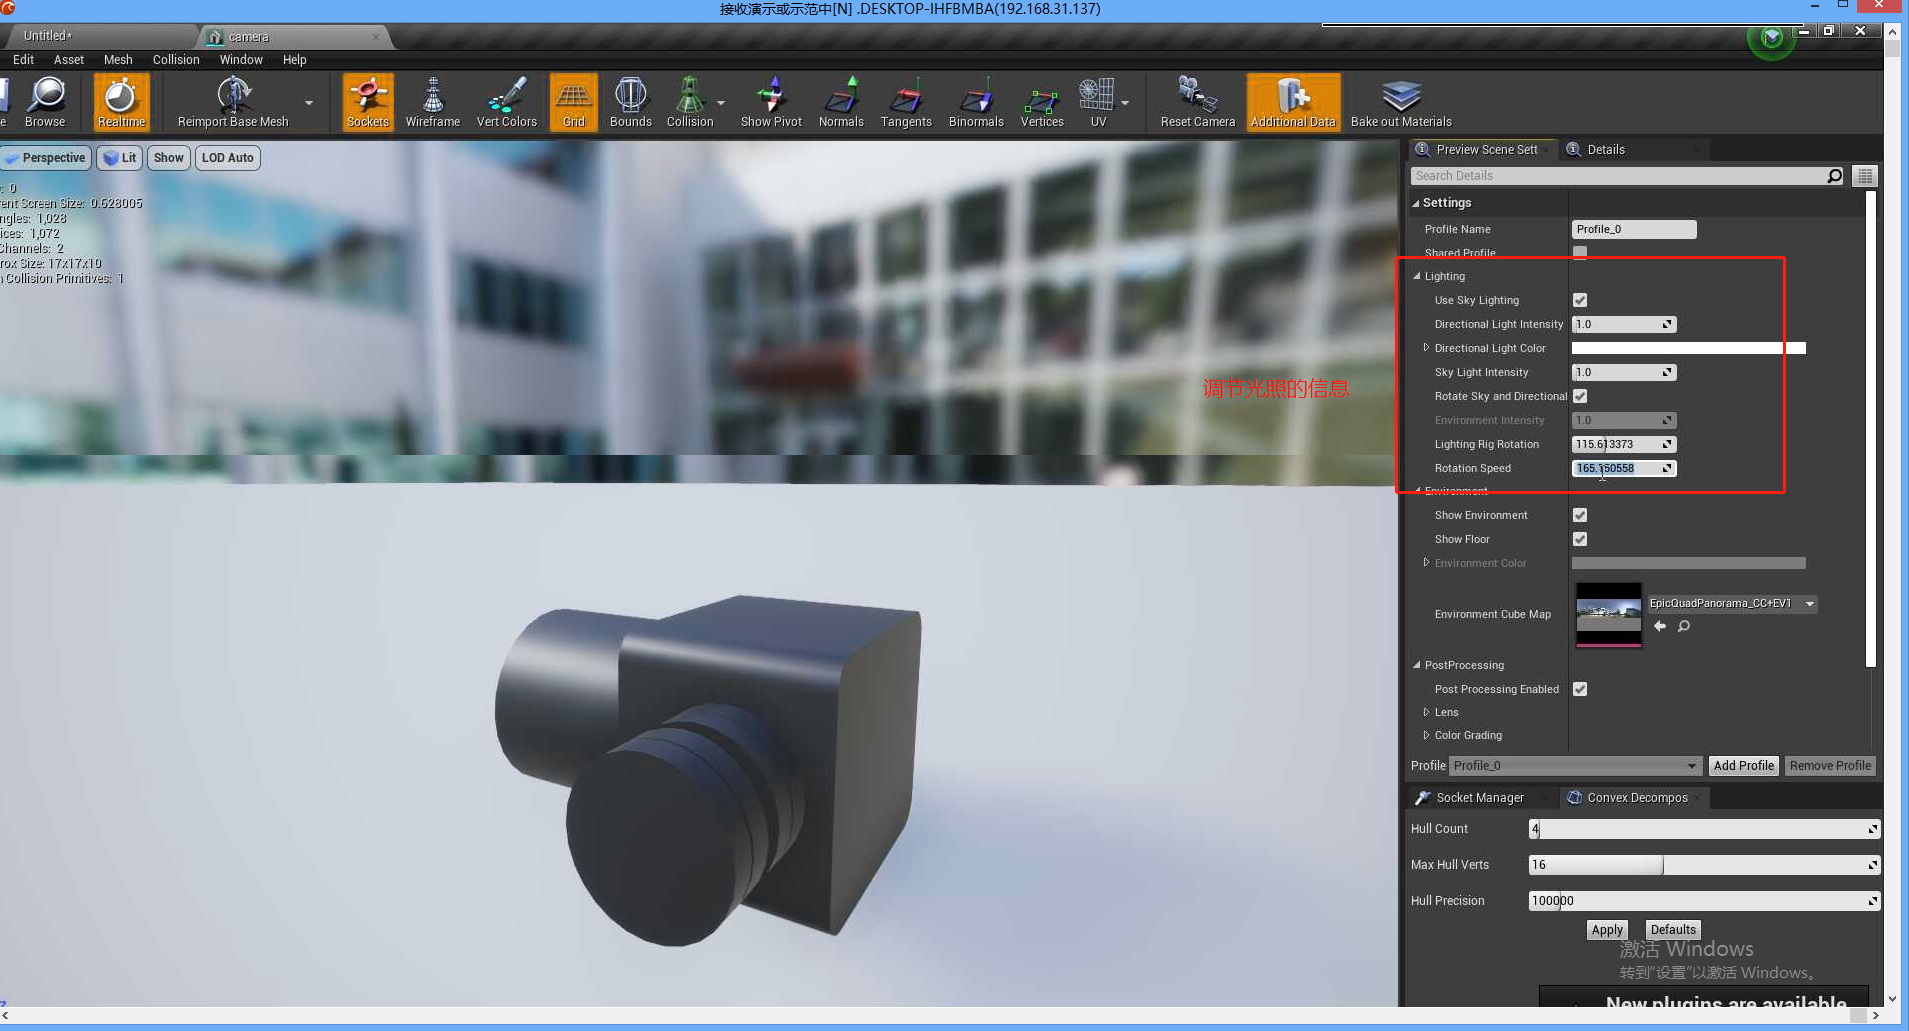 接收演示或示范中[N] .DESKTOP-IHFBMBA(192.168.31.137)
Untitled*
camera
Edit Asset Mesh Collision Window Help
Browse Realtime Reimport Base Mesh Sockets Wireframe Vert Colors Grid Bounds Collision Show Pivot Normals Tangents Binormals Vertices UV Reset Camera Additional Data Bake out Materials
Perspective Lit Show LOD Auto
: 0
ent Screen Size: 0.628005
ngles: 1,028
ices: 1,072
Channels: 2
rox Size: 17x17x10
n Collision Primitives: 1
调节光照的信息
Preview Scene Sett
Details
Search Details
Settings
Profile Name Profile_0
Shared Profile
Lighting
Use Sky Lighting
Directional Light Intensity 1.0
Directional Light Color
Sky Light Intensity 1.0
Rotate Sky and Directional
Environment Intensity 1.0
Lighting Rig Rotation 115.613373
Rotation Speed 165.150558
Environment
Show Environment
Show Floor
Environment Color
Environment Cube Map EpicQuadPanorama_CC+EV1
PostProcessing
Post Processing Enabled
Lens
Color Grading
Profile Profile_0 Add Profile Remove Profile
Socket Manager
Convex Decompos
Hull Count 4
Max Hull Verts 16
Hull Precision 100000
Apply Defaults
激活 Windows
转到"设置"以激活 Windows。
New plugins are available